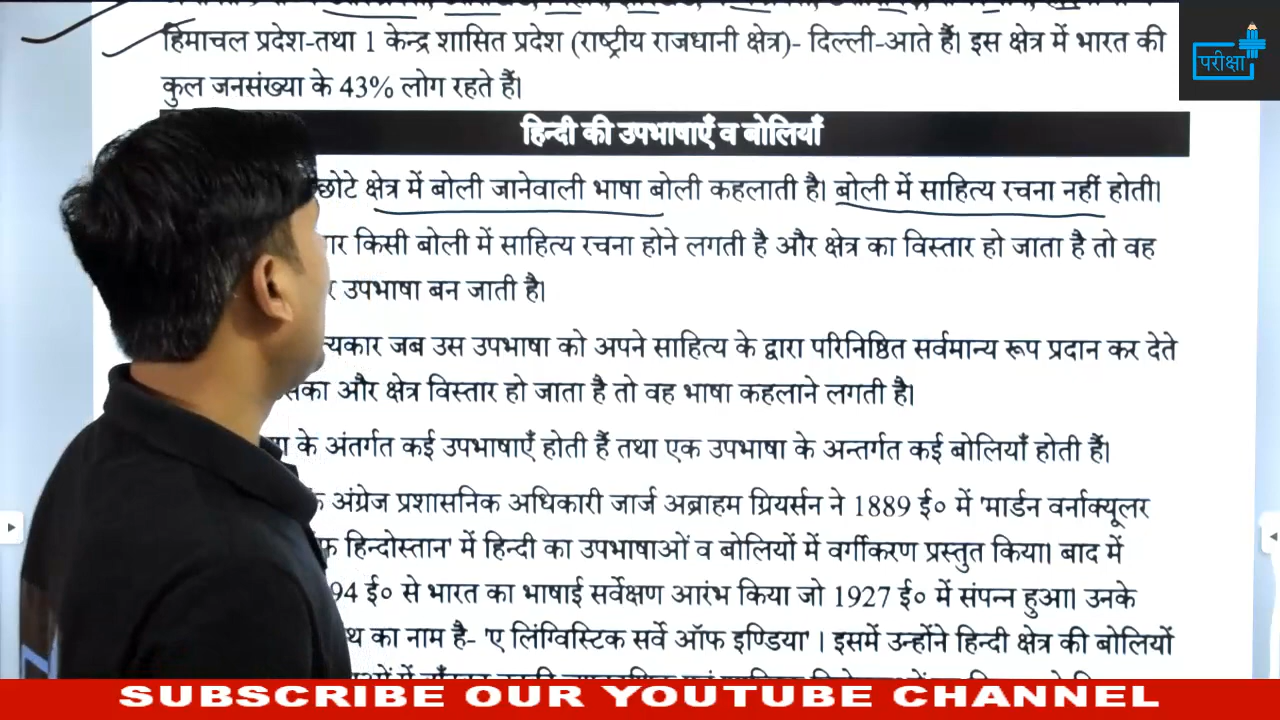 हिमाचल प्रदेश-तथा 1 केन्द्र शासित प्रदेश (राष्ट्रीय राजधानी क्षेत्र)- दिल्ली-आते हैं। इस क्षेत्र में भारत की
परीक्षा
कुल जनसंख्या के 43% लोग रहते हैं।
हिन्दी की उपभाषाएँ व बोलियाँ
छोटे क्षेत्र में बोली जानेवाली भाषा बोली कहलाती है। बोली में साहित्य रचना नहीं होती।
किसी बोली में साहित्य रचना होने लगती है और क्षेत्र का विस्तार हो जाता है तो वह
उपभाषा बन जाती है।
जब उस उपभाषा को अपने साहित्य के द्वारा परिनिष्ठित सर्वमान्य रूप प्रदान कर देते
और क्षेत्र विस्तार हो जाता है तो वह भाषा कहलाने लगती है।
के अंतर्गत कई उपभाषाएँ होती हैं तथा एक उपभाषा के अन्तर्गत कई बोलियाँ होती हैं।
अंग्रेज प्रशासनिक अधिकारी जार्ज अब्राहम ग्रियर्सन ने 1889 ई० में 'मार्डन वर्नाक्यूलर
हिन्दोस्तान' में हिन्दी का उपभाषाओं व बोलियों में वर्गीकरण प्रस्तुत किया। बाद में
94 ई० से भारत का भाषाई सर्वेक्षण आरंभ किया जो 1927 ई० में संपन्न हुआ। उनके
का नाम है- 'ए लिंग्विस्टिक सर्वे ऑफ इण्डिया' । इसमें उन्होंने हिन्दी क्षेत्र की बोलियों
SUBSCRIBE OUR YOUTUBE CHANNEL